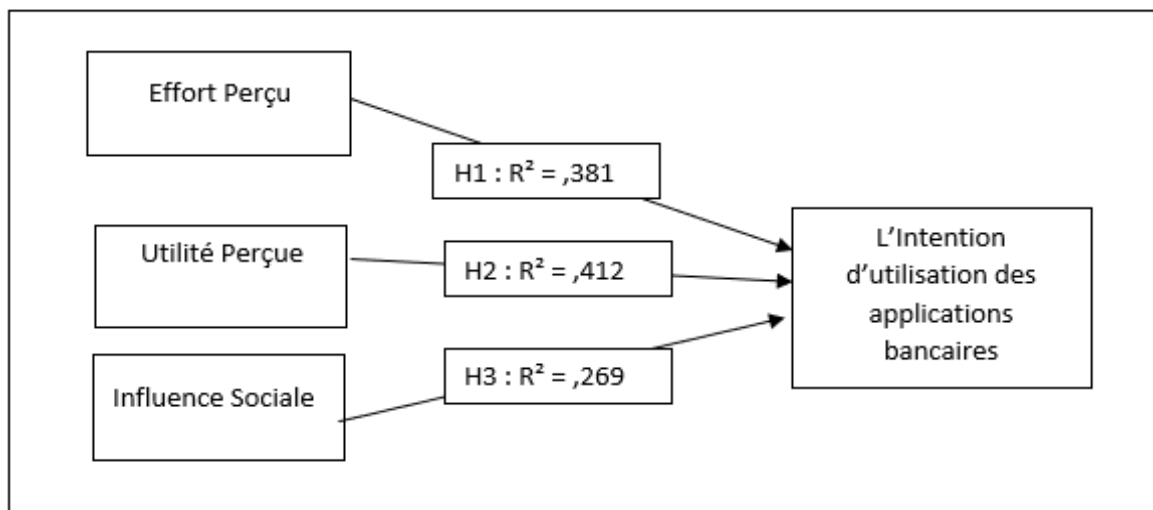 Effort Perçu
H1 : R² = ,381
Utilité Perçue
H2 : R² = ,412
L’Intention
d’utilisation des
applications
bancaires
Influence Sociale
H3 : R² = ,269